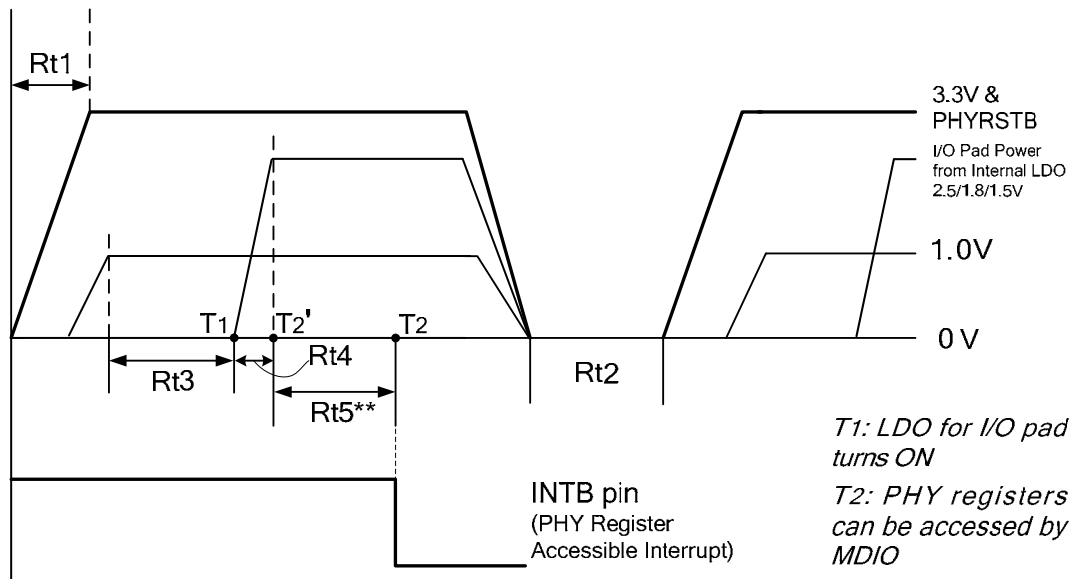 Rt1
3.3V &
PHYRSTB
I/O Pad Power
from Internal LDO
2.5/1.8/1.5V
1.0V
T1
T2'
T2
0 V
Rt3
Rt4
Rt2
Rt5**
T1: LDO for I/O pad
turns ON
INTB pin
(PHY Register
Accessible Interrupt)
T2: PHY registers
can be accessed by
MDIO